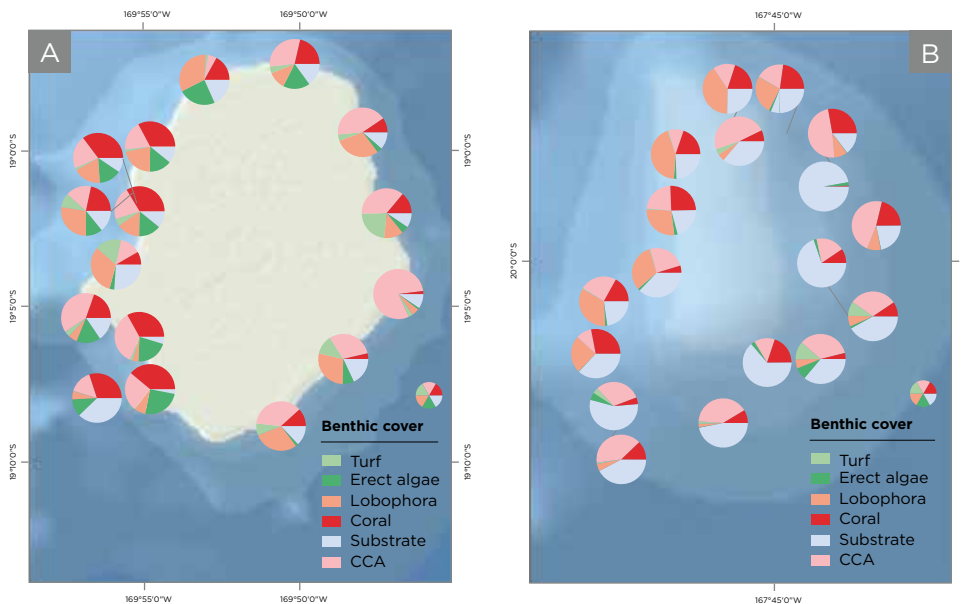 169°55'0"W 169°50'0"W
A
19°0'0"S
19°5'0"S
19°10'0"S
19°0'0"S
19°5'0"S
19°10'0"S
Benthic cover
Turf
Erect algae
Lobophora
Coral
Substrate
CCA
169°55'0"W 169°50'0"W
167°45'0"W
B
20°0'0"S
Benthic cover
Turf
Erect algae
Lobophora
Coral
Substrate
CCA
167°45'0"W